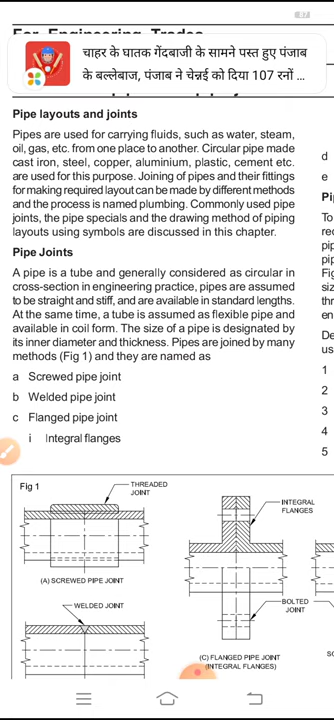 चाहर के घातक गेंदबाजी के सामने पस्त हुए पंजाब
के बल्लेबाज, पंजाब ने चेन्नई को दिया 107 रनों ...
Pipe layouts and joints
Pipes are used for carrying fluids, such as water, steam,
oil, gas, etc. from one place to another. Circular pipe made
cast iron, steel, copper, aluminium, plastic, cement etc.
are used for this purpose. Joining of pipes and their fittings
for making required layout can be made by different methods
and the process is named plumbing. Commonly used pipe
joints, the pipe specials and the drawing method of piping
layouts using symbols are discussed in this chapter.
Pipe Joints
A pipe is a tube and generally considered as circular in
cross-section in engineering practice, pipes are assumed
to be straight and stiff, and are available in standard lengths.
At the same time, a tube is assumed as flexible pipe and
available in coil form. The size of a pipe is designated by
its inner diameter and thickness. Pipes are joined by many
methods (Fig 1) and they are named as
a Screwed pipe joint
b Welded pipe joint
c Flanged pipe joint
i Integral flanges
d
e
To
Fig
1
2
3
4
5
Fig 1
THREADED
JOINT
(A) SCREWED PIPE JOINT
WELDED JOINT
INTEGRAL
FLANGES
BOLTED
JOINT
(C) FLANGED PIPE JOINT
(INTEGRAL FLANGES)